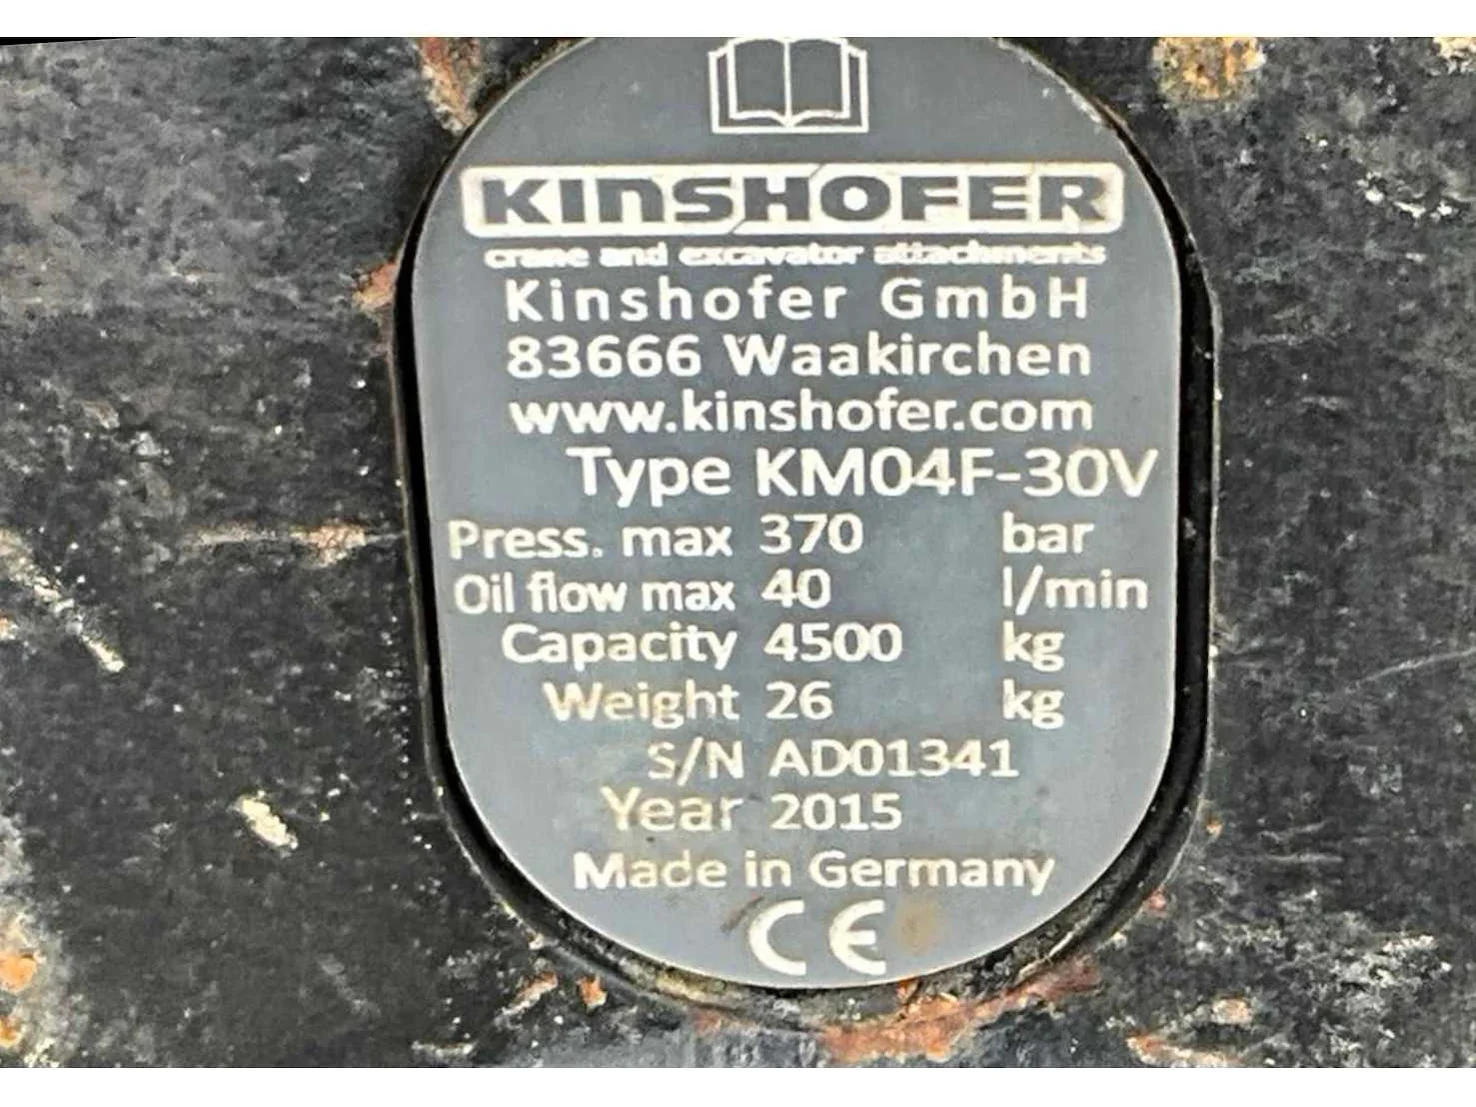 KINSHOFER
crane and excavator attachments
Kinshofer GmbH
83666 Waakirchen
www.kinshofer.com
Type KM04F-30V
Press. max 370 bar
Oil flow max 40 l/min
Capacity 4500 kg
Weight 26 kg
S/N AD01341
Year 2015
Made in Germany
CE